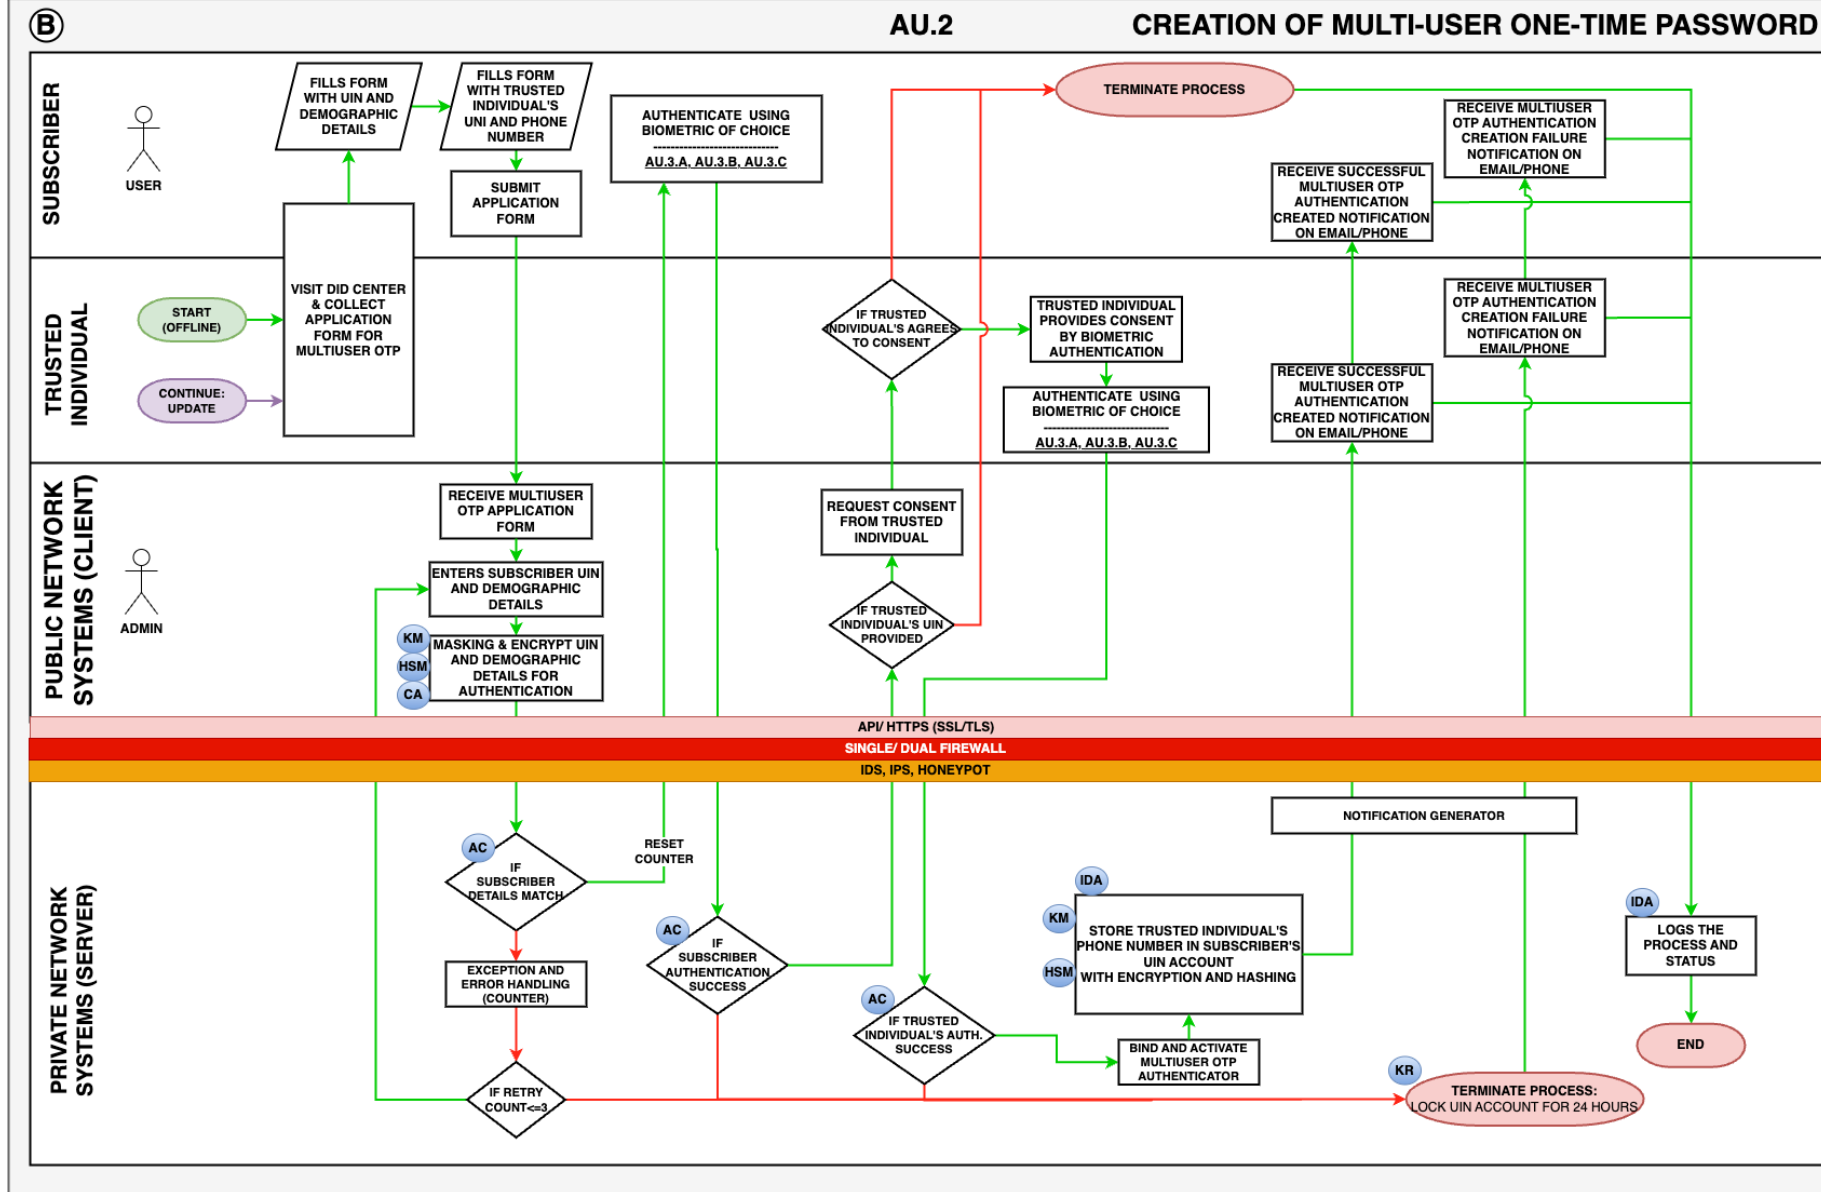 B
AU.2
CREATION OF MULTI-USER ONE-TIME PASSWORD
SUBSCRIBER
USER
FILLS FORM
WITH UIN AND
DEMOGRAPHIC
DETAILS
FILLS FORM
WITH TRUSTED
INDIVIDUAL'S
UNI AND PHONE
NUMBER
SUBMIT
APPLICATION
FORM
AUTHENTICATE USING
BIOMETRIC OF CHOICE
------------------------------
AU.3.A, AU.3.B, AU.3.C
TERMINATE PROCESS
RECEIVE SUCCESSFUL
MULTIUSER OTP
AUTHENTICATION
CREATED NOTIFICATION
ON EMAIL/PHONE
RECEIVE MULTIUSER
OTP AUTHENTICATION
CREATION FAILURE
NOTIFICATION ON
EMAIL/PHONE
TRUSTED
INDIVIDUAL
START
(OFFLINE)
CONTINUE:
UPDATE
VISIT DID CENTER
& COLLECT
APPLICATION
FORM FOR
MULTIUSER OTP
IF TRUSTED
INDIVIDUAL'S AGREES
TO CONSENT
TRUSTED INDIVIDUAL
PROVIDES CONSENT
BY BIOMETRIC
AUTHENTICATION
AUTHENTICATE USING
BIOMETRIC OF CHOICE
------------------------------
AU.3.A, AU.3.B, AU.3.C
RECEIVE SUCCESSFUL
MULTIUSER OTP
AUTHENTICATION
CREATED NOTIFICATION
ON EMAIL/PHONE
RECEIVE MULTIUSER
OTP AUTHENTICATION
CREATION FAILURE
NOTIFICATION ON
EMAIL/PHONE
PUBLIC NETWORK
SYSTEMS (CLIENT)
ADMIN
RECEIVE MULTIUSER
OTP APPLICATION
FORM
ENTERS SUBSCRIBER UIN
AND DEMOGRAPHIC
DETAILS
KM
HSM
CA
MASKING & ENCRYPT UIN
AND DEMOGRAPHIC
DETAILS FOR
AUTHENTICATION
REQUEST CONSENT
FROM TRUSTED
INDIVIDUAL
IF TRUSTED
INDIVIDUAL'S UIN
PROVIDED
API/ HTTPS (SSL/TLS)
SINGLE/ DUAL FIREWALL
IDS, IPS, HONEYPOT
PRIVATE NETWORK
SYSTEMS (SERVER)
AC
IF
SUBSCRIBER
DETAILS MATCH
RESET
COUNTER
EXCEPTION AND
ERROR HANDLING
(COUNTER)
IF RETRY
COUNT<=3
AC
IF
SUBSCRIBER
AUTHENTICATION
SUCCESS
AC
IF TRUSTED
INDIVIDUAL'S AUTH.
SUCCESS
IDA
KM
HSM
STORE TRUSTED INDIVIDUAL'S
PHONE NUMBER IN SUBSCRIBER'S
UIN ACCOUNT
WITH ENCRYPTION AND HASHING
BIND AND ACTIVATE
MULTIUSER OTP
AUTHENTICATOR
NOTIFICATION GENERATOR
KR
TERMINATE PROCESS:
LOCK UIN ACCOUNT FOR 24 HOURS
IDA
LOGS THE
PROCESS AND
STATUS
END